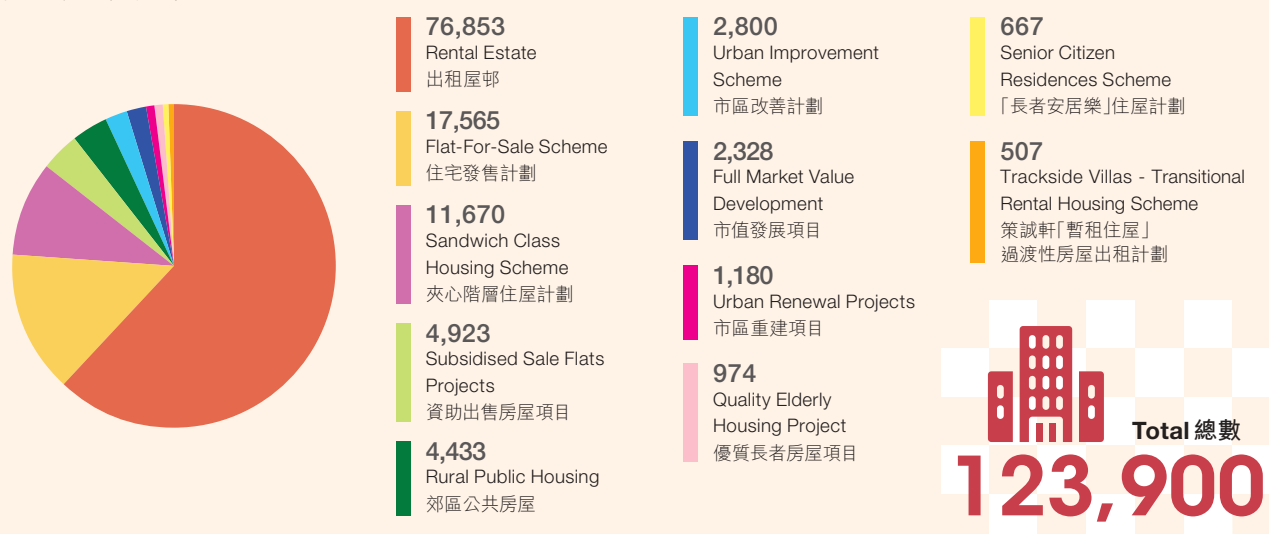 76,853
Rental Estate
出租屋邨
17,565
Flat-For-Sale Scheme
住宅發售計劃
11,670
Sandwich Class
Housing Scheme
夾心階層住屋計劃
4,923
Subsidised Sale Flats
Projects
資助出售房屋項目
4,433
Rural Public Housing
郊區公共房屋
2,800
Urban Improvement
Scheme
市區改善計劃
2,328
Full Market Value
Development
市值發展項目
1,180
Urban Renewal Projects
市區重建項目
974
Quality Elderly
Housing Project
優質長者房屋項目
667
Senior Citizen
Residences Scheme
「長者安居樂」住屋計劃
507
Trackside Villas - Transitional
Rental Housing Scheme
策誠軒「暫租住屋」
過渡性房屋出租計劃
Total 總數
123,900